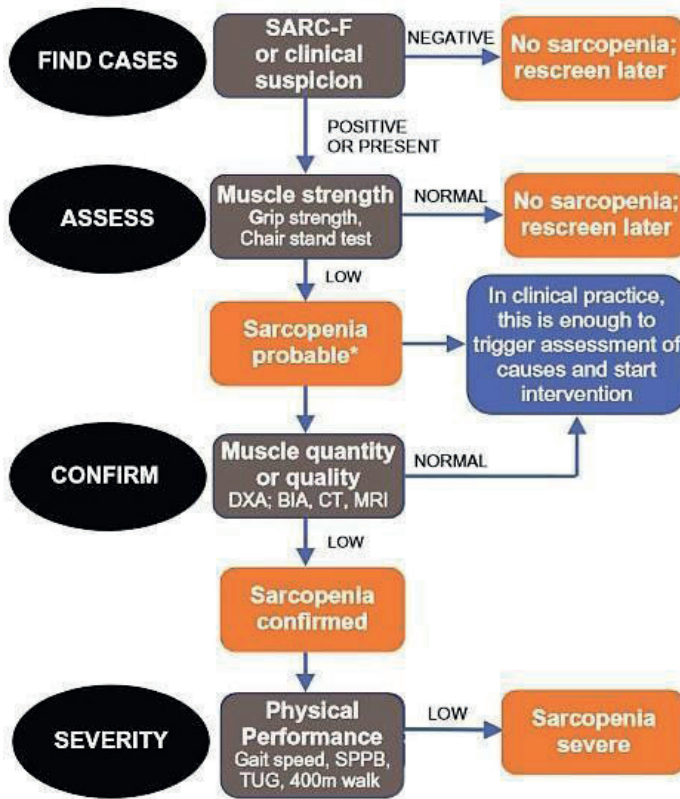 FIND CASES
SARC-F
or clinical
suspicion
NEGATIVE
No sarcopenia;
rescreen later
POSITIVE
OR PRESENT
ASSESS
Muscle strength
Grip strength,
Chair stand test
NORMAL
No sarcopenia;
rescreen later
LOW
Sarcopenia
probable*
In clinical practice,
this is enough to
trigger assessment of
causes and start
intervention
CONFIRM
Muscle quantity
or quality
DXA; BIA, CT, MRI
NORMAL
LOW
Sarcopenia
confirmed
SEVERITY
Physical
Performance
Gait speed, SPPB,
TUG, 400m walk
LOW
Sarcopenia
severe